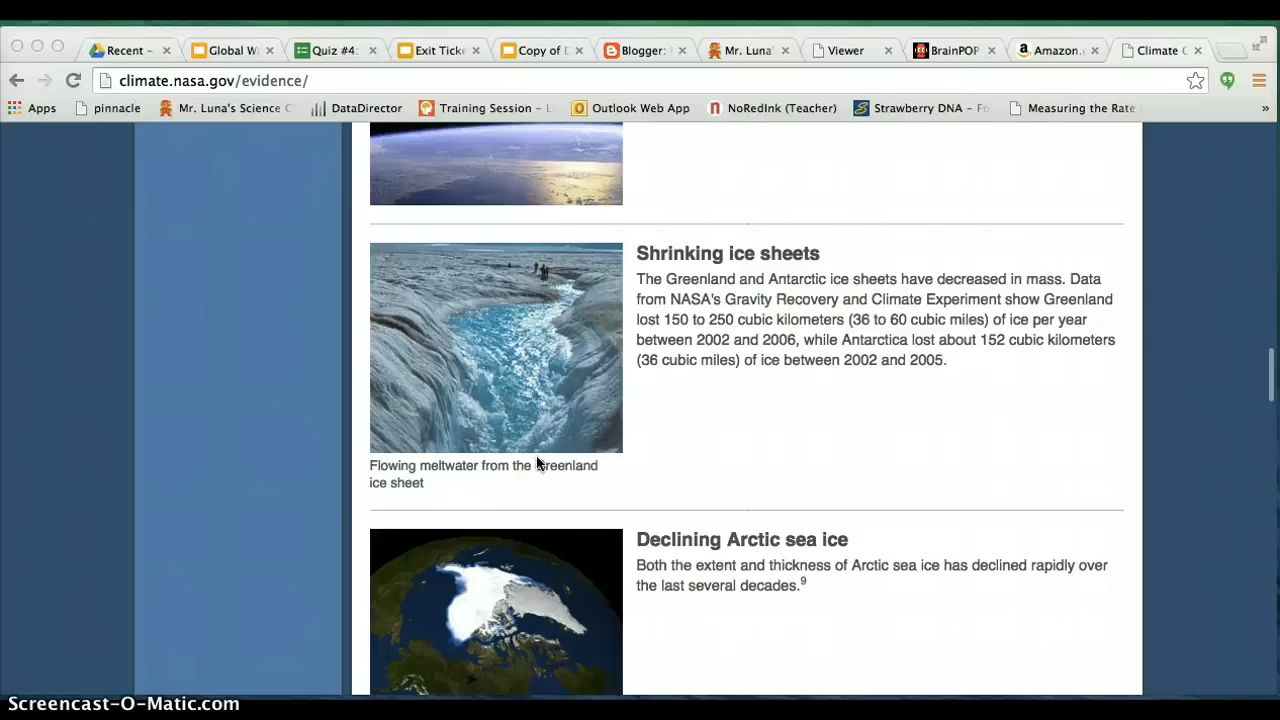 Recent -
Global W
Quiz #4:
Exit Ticke
Copy of D
Blogger:
Mr. Luna'
Viewer
BrainPOP
Amazon.
Climate C
climate.nasa.gov/evidence/
Apps
pinnacle
Mr. Luna's Science C
DataDirector
Training Session – L
Outlook Web App
NoRedInk (Teacher)
Strawberry DNA - Fo
Measuring the Rate
»
Shrinking ice sheets
The Greenland and Antarctic ice sheets have decreased in mass. Data
from NASA's Gravity Recovery and Climate Experiment show Greenland
lost 150 to 250 cubic kilometers (36 to 60 cubic miles) of ice per year
between 2002 and 2006, while Antarctica lost about 152 cubic kilometers
(36 cubic miles) of ice between 2002 and 2005.
Flowing meltwater from the Greenland
ice sheet
Declining Arctic sea ice
Both the extent and thickness of Arctic sea ice has declined rapidly over
the last several decades.⁹
Screencast-O-Matic.com